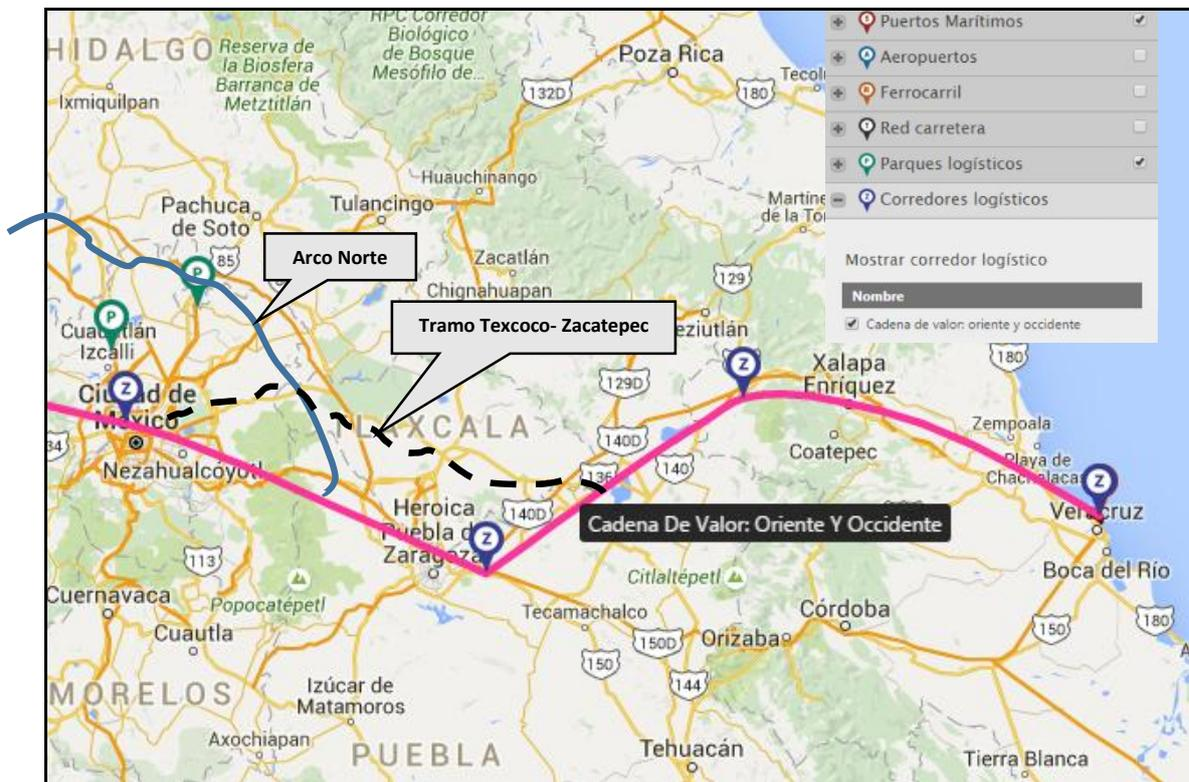 HIDALGO
Reserva de
la Biosfera
Barranca de
Metztitlán
RPC Corredor
Biológico
de Bosque
Mesófilo de...
Poza Rica
Ixmiquilpan
132D
180
Puertos Marítimos
Aeropuertos
Ferrocarril
Red carretera
Parques logísticos
Corredores logísticos
Mostrar corredor logístico
Nombre
Cadena de valor: oriente y occidente
Huauchinango
Pachuca
de Soto
Tulancingo
85
Arco Norte
Zacatlán
Chignahuapan
129
Tramo Texcoco- Zacatepec
P
P
Izcalli
Z
Ciudad de
México
Nezahualcóyotl
TLAXCALA
129D
140D
136
140
Z
Xalapa
Enríquez
180
Coatepec
Zempoala
Playa de
Z
Veracruz
Boca del Río
Heroica
Puebla de
Zaragoza
Z
140D
Cadena De Valor: Oriente Y Occidente
113
Popocatépetl
Citlaltépetl
Cuernavaca
Cuautla
Tecamachalco
Córdoba
Orizaba
150D
150
144
150
180
MORELOS
Izúcar de
Matamoros
Axochiapan
PUEBLA
Tehuacán
Tierra Blanca